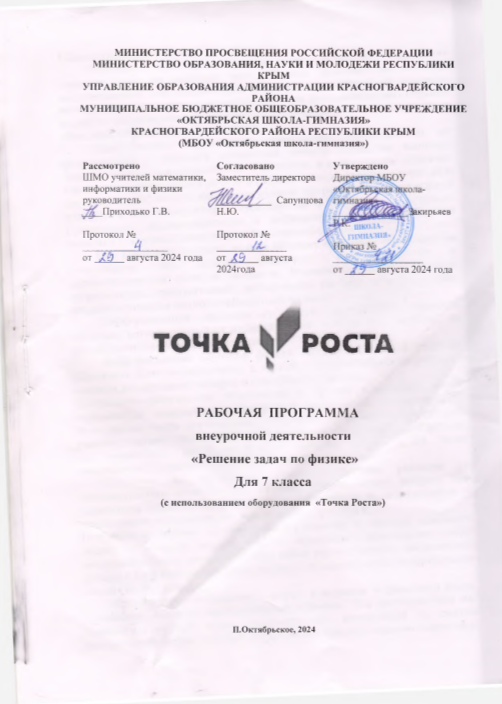 МИНИСТЕРСТВО ПРОСВЕЩЕНИЯ РОССИЙСКОЙ ФЕДЕРАЦИИ
МИНИСТЕРСТВО ОБРАЗОВАНИЯ, НАУКИ И МОЛОДЕЖИ РЕСПУБЛИКИ
КРЫМ
УПРАВЛЕНИЕ ОБРАЗОВАНИЯ АДМИНИСТРАЦИИ КРАСНОГВАРДЕЙСКОГО
РАЙОНА
МУНИЦИПАЛЬНОЕ БЮДЖЕТНОЕ ОБЩЕОБРАЗОВАТЕЛЬНОЕ УЧРЕЖДЕНИЕ
«ОКТЯБРЬСКАЯ ШКОЛА-ГИМНАЗИЯ»
КРАСНОГВАРДЕЙСКОГО РАЙОНА РЕСПУБЛИКИ КРЫМ
(МБОУ «Октябрьская школа-гимназия»)
Рассмотрено
ШМО учителей математики,
информатики и физики
руководитель
Приходько Г.В.
Протокол №
4
от 29 августа 2024 года
Согласовано
Заместитель директора
Сапунцова
Н.Ю.
Протокол №
12
от 29 августа
2024года
Утверждено
Директор МБОУ
«Октябрьская школа-
гимназия»
Закирьяев
ШКОЛА-
ГИМНАЗИЯ
Приказ №
от 29 августа 2024 года
ТОЧКА РОСТА
РАБОЧАЯ ПРОГРАММА
внеурочной деятельности
«Решение задач по физике»
Для 7 класса
(с использованием оборудования «Точка Роста»)
П.Октябрьское, 2024